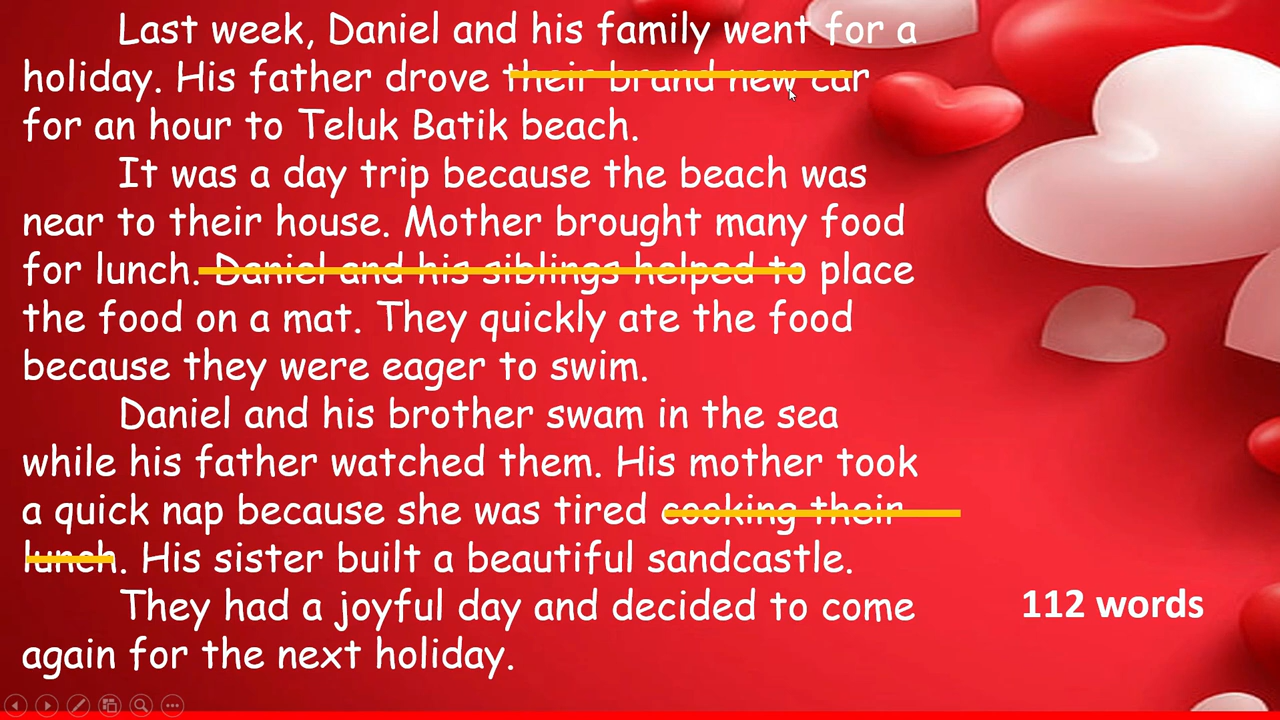 Last week, Daniel and his family went for a
holiday. His father drove their brand new car
for an hour to Teluk Batik beach.
It was a day trip because the beach was
near to their house. Mother brought many food
for lunch. Daniel and his siblings helped to place
the food on a mat. They quickly ate the food
because they were eager to swim.
Daniel and his brother swam in the sea
while his father watched them. His mother took
a quick nap because she was tired cooking their
lunch. His sister built a beautiful sandcastle.
They had a joyful day and decided to come
again for the next holiday.
112 words